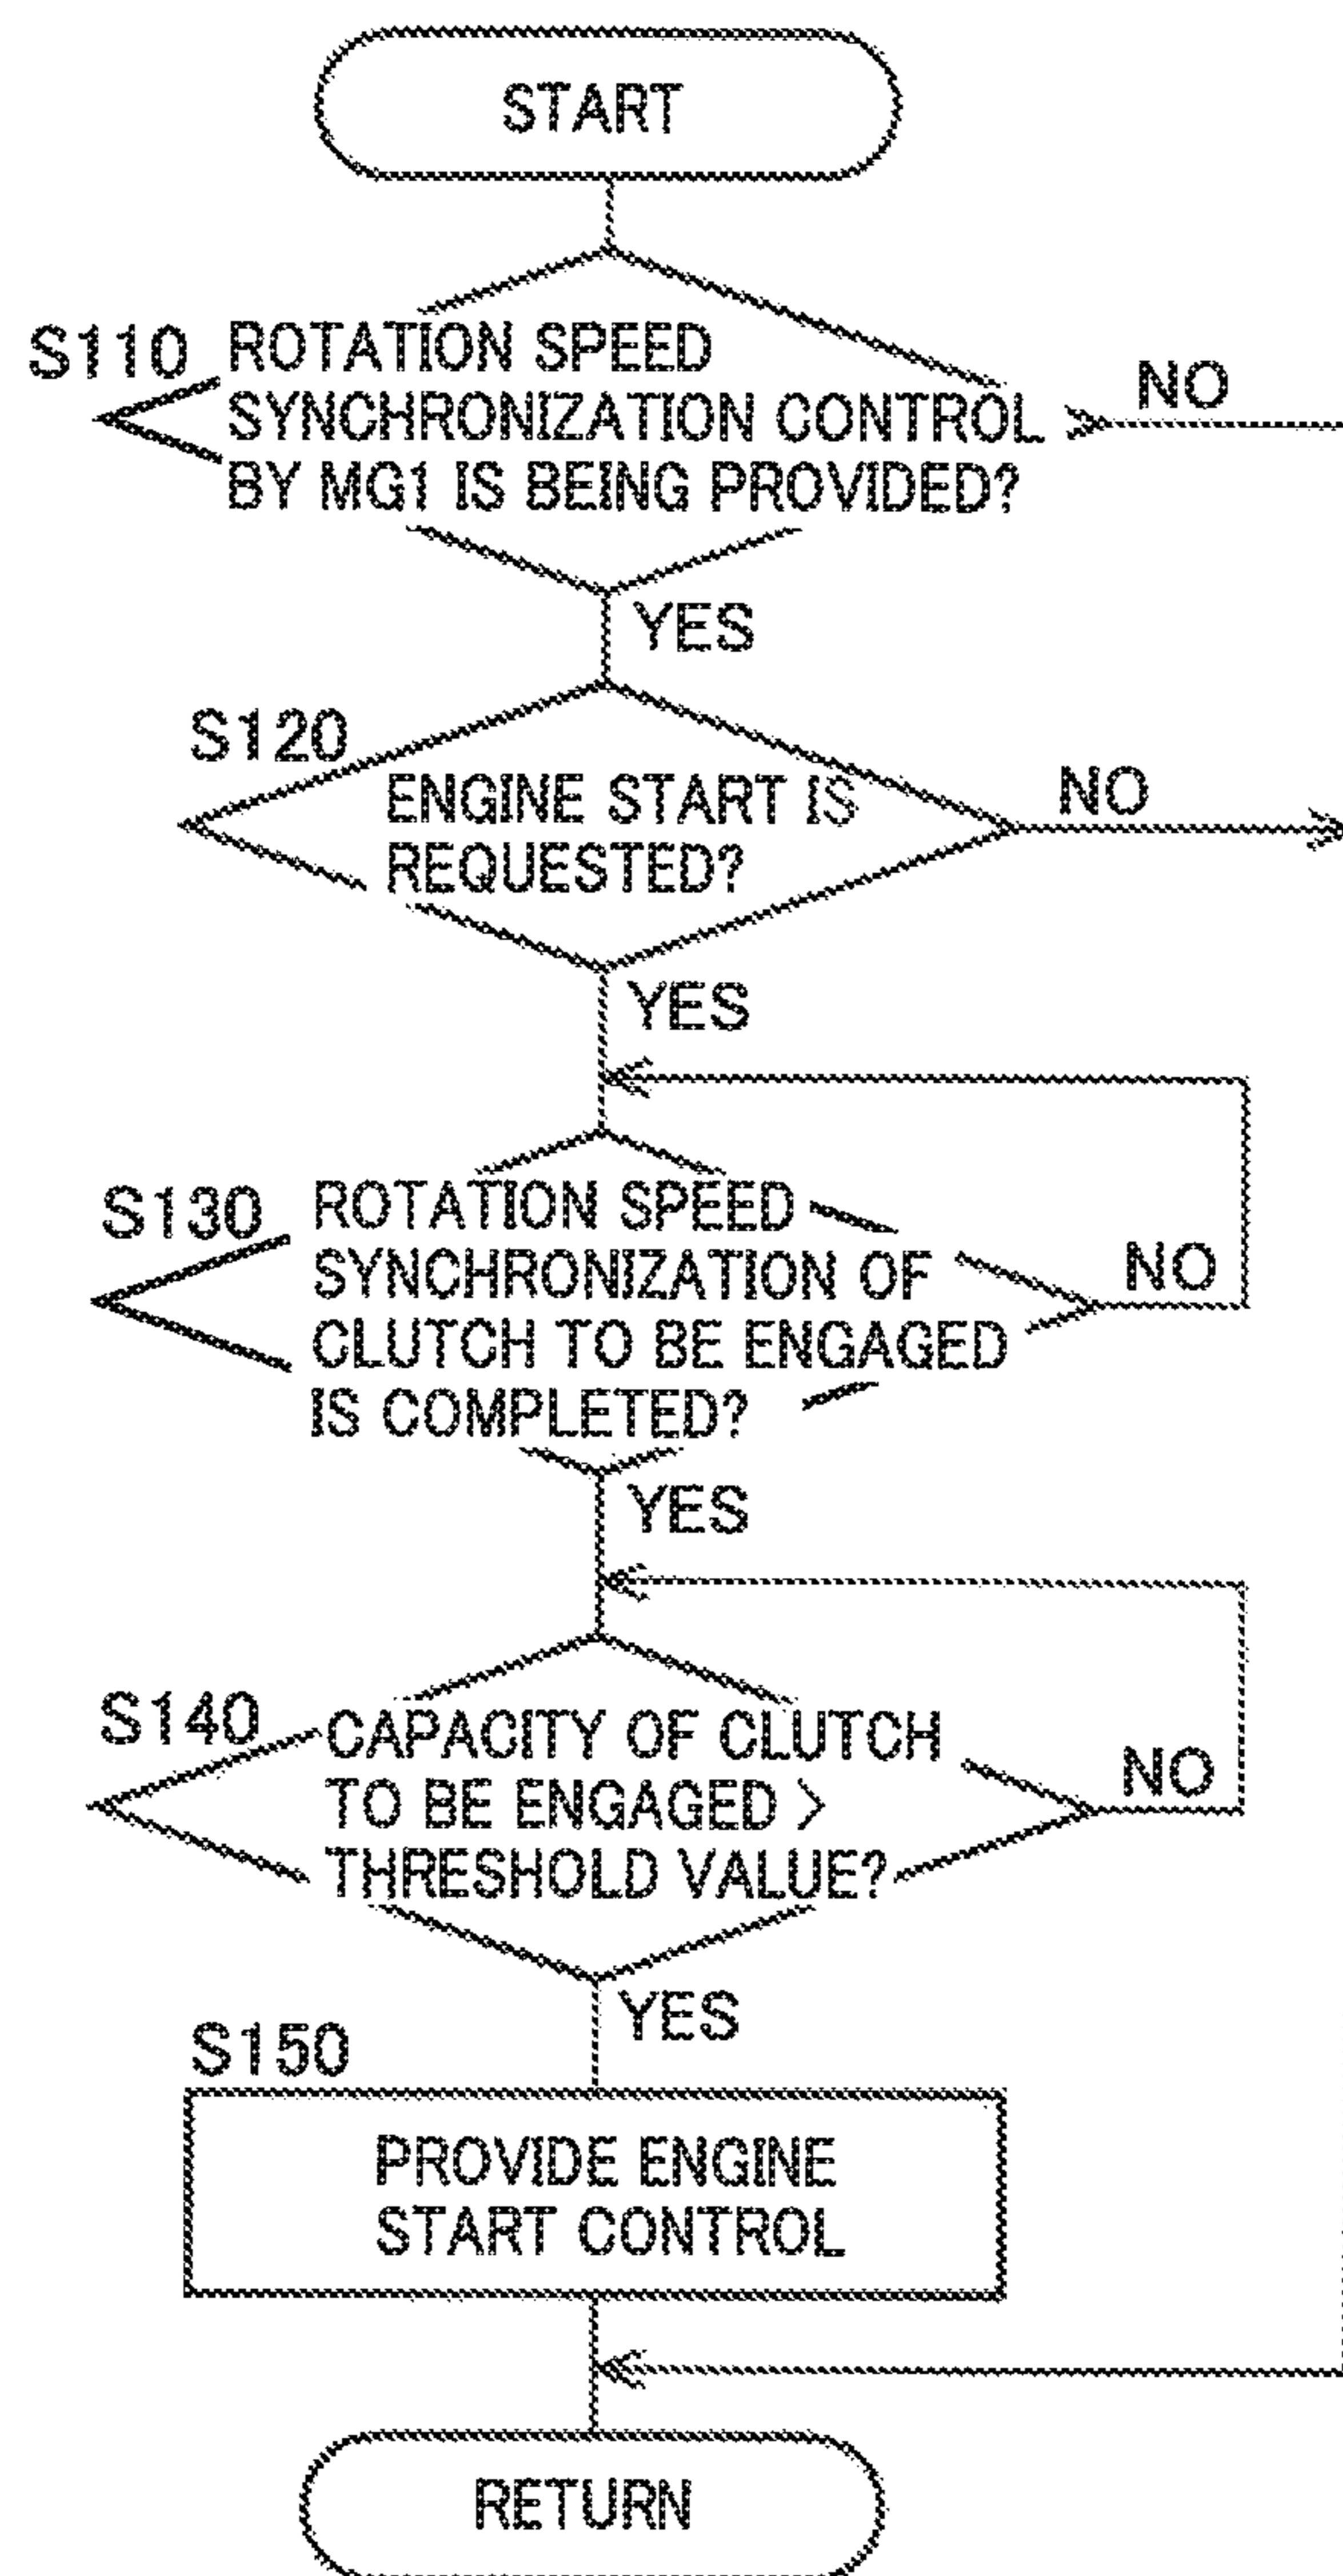 START
S110
ROTATION SPEED
SYNCHRONIZATION CONTROL
BY MG1 IS BEING PROVIDED?
NO
YES
S120
ENGINE START IS
REQUESTED?
NO
YES
S130
ROTATION SPEED
SYNCHRONIZATION OF
CLUTCH TO BE ENGAGED
IS COMPLETED?
NO
YES
S140
CAPACITY OF CLUTCH
TO BE ENGAGED >
THRESHOLD VALUE?
NO
YES
S150
PROVIDE ENGINE
START CONTROL
RETURN